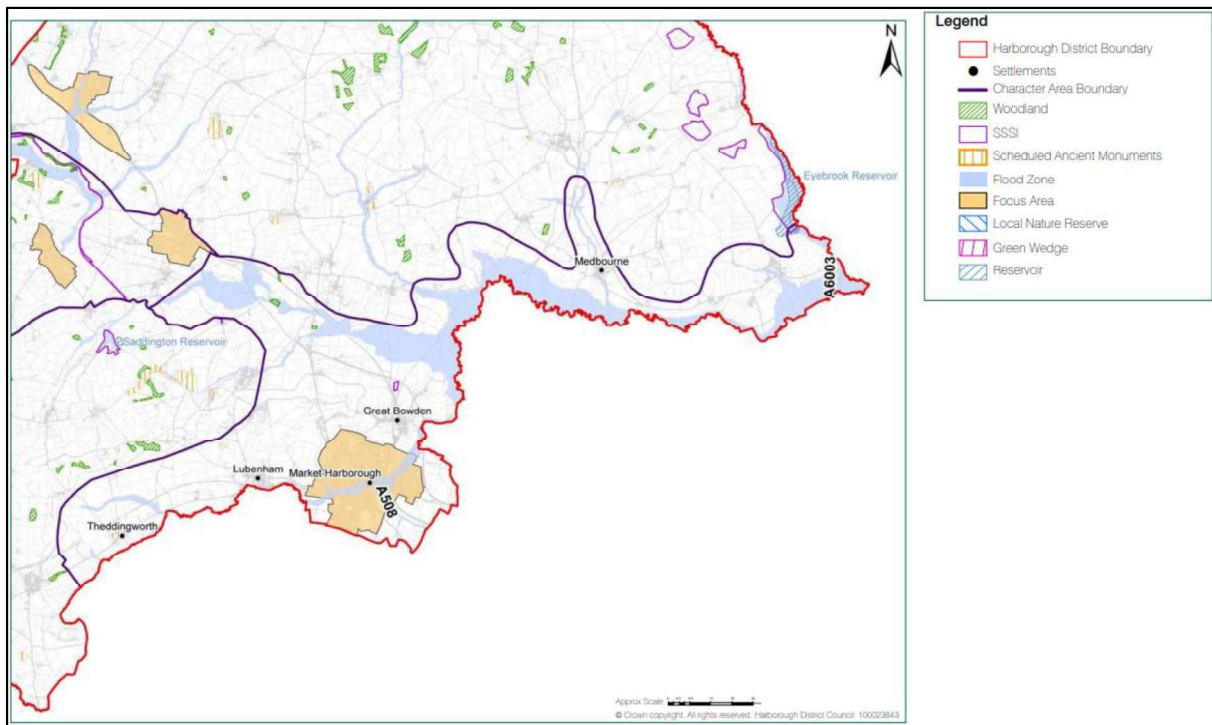 N
Eyebrook Reservoir
Medbourne
A6003
Saddington Reservoir
Great Bowden
Lubenham
Market Harborough
A508
Theddingworth
Approx Scale
© Crown copyright. All rights reserved. Harborough District Council: 100023843
Legend
Harborough District Boundary
Settlements
Character Area Boundary
Woodland
SSSI
Scheduled Ancient Monuments
Flood Zone
Focus Area
Local Nature Reserve
Green Wedge
Reservoir